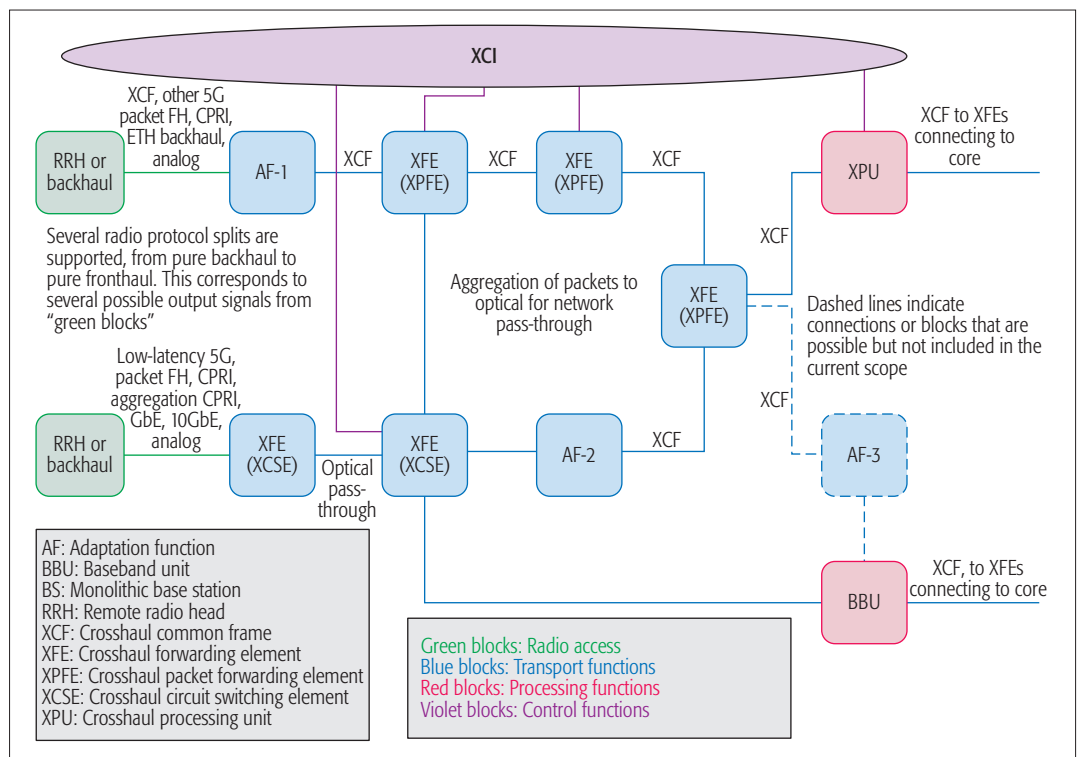 XCI
XCF, other 5G
packet FH, CPRI,
ETH backhaul,
analog
RRH or
backhaul
AF-1
XCF
XFE
(XPFE)
XCF
XFE
(XPFE)
XCF
XPU
XCF to XFEs
connecting to
core
Several radio protocol splits are
supported, from pure backhaul to
pure fronthaul. This corresponds to
several possible output signals from
“green blocks”
Aggregation of packets to
optical for network
pass-through
XFE
(XPFE)
XCF
Dashed lines indicate
connections or blocks that are
possible but not included in the
current scope
Low-latency 5G,
packet FH, CPRI,
aggregation CPRI,
GbE, 10GbE,
analog
RRH or
backhaul
XFE
(XCSE)
Optical
pass-
through
XFE
(XCSE)
AF-2
XCF
XCF
AF-3
BBU
XCF, to XFEs
connecting to core
AF: Adaptation function
BBU: Baseband unit
BS: Monolithic base station
RRH: Remote radio head
XCF: Crosshaul common frame
XFE: Crosshaul forwarding element
XPFE: Crosshaul packet forwarding element
XCSE: Crosshaul circuit switching element
XPU: Crosshaul processing unit
Green blocks: Radio access
Blue blocks: Transport functions
Red blocks: Processing functions
Violet blocks: Control functions